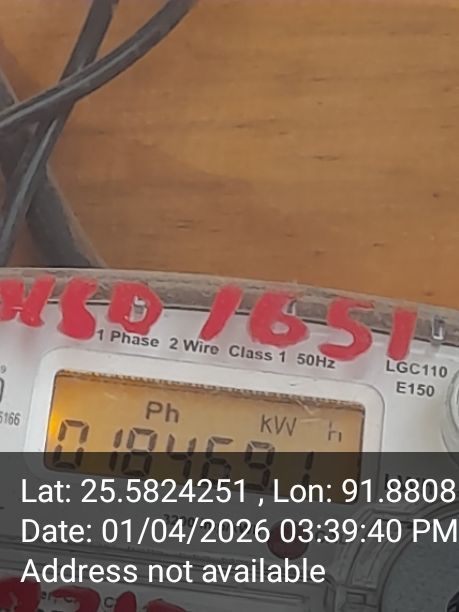 HSD 1651
1 Phase 2 Wire Class 1 50Hz
LGC110
E150
5166
Ph kW h
Lat: 25.5824251 , Lon: 91.8808
Date: 01/04/2026 03:39:40 PM
Address not available